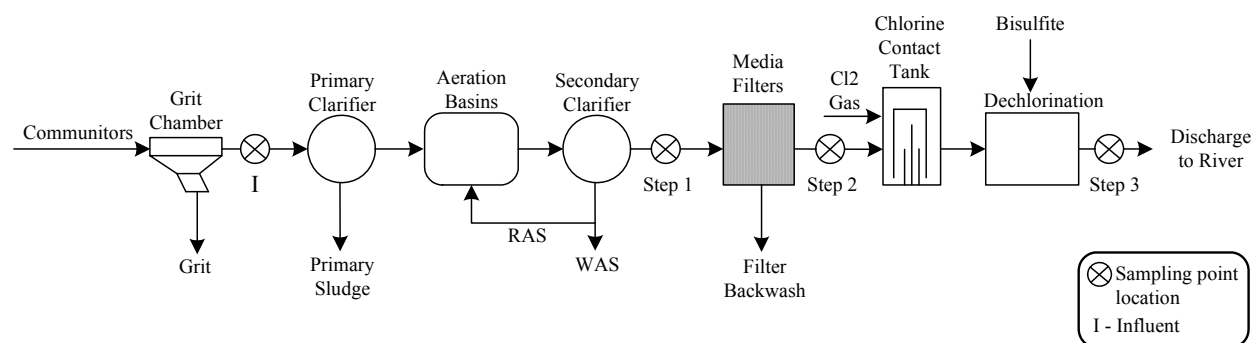 Communitors
Grit
Chamber
I
Grit
Primary
Clarifier
Primary
Sludge
Aeration
Basins
RAS
Secondary
Clarifier
WAS
Step 1
Media
Filters
Filter
Backwash
Step 2
Cl2
Gas
Chlorine
Contact
Tank
Bisulfite
Dechlorination
Step 3
Discharge
to River
Sampling point
location
I - Influent